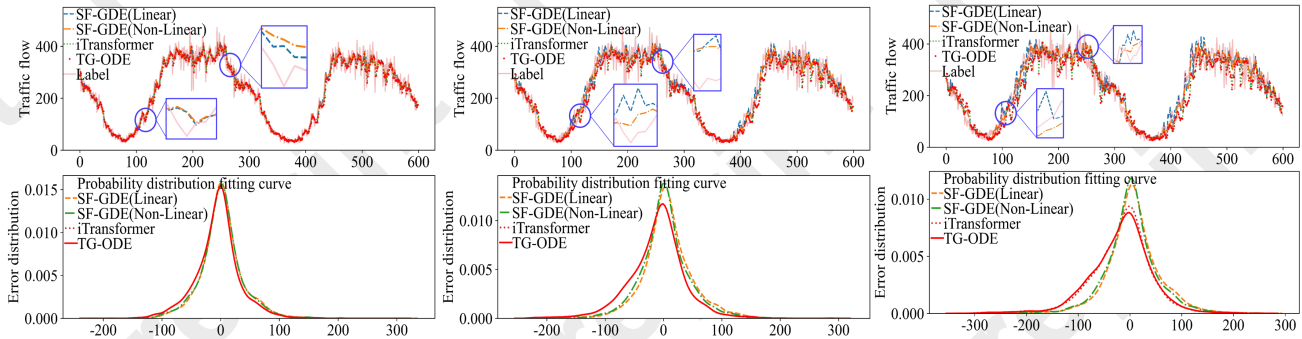 SF-GDE(Linear)
SF-GDE(Non-Linear)
iTransformer
TG-ODE
Label
Traffic flow
400
200
0
0 100 200 300 400 500 600
SF-GDE(Linear)
SF-GDE(Non-Linear)
iTransformer
TG-ODE
Label
Traffic flow
400
200
0
0 100 200 300 400 500 600
SF-GDE(Linear)
SF-GDE(Non-Linear)
iTransformer
TG-ODE
Label
Traffic flow
400
200
0
0 100 200 300 400 500 600
Probability distribution fitting curve
SF-GDE(Linear)
SF-GDE(Non-Linear)
iTransformer
TG-ODE
Error distribution
0.015
0.010
0.005
0.000
-200 -100 0 100 200 300
Probability distribution fitting curve
SF-GDE(Linear)
SF-GDE(Non-Linear)
iTransformer
TG-ODE
Error distribution
0.010
0.005
0.000
-200 -100 0 100 200 300
Probability distribution fitting curve
SF-GDE(Linear)
SF-GDE(Non-Linear)
iTransformer
TG-ODE
Error distribution
0.010
0.005
0.000
-300 -200 -100 0 100 200 300